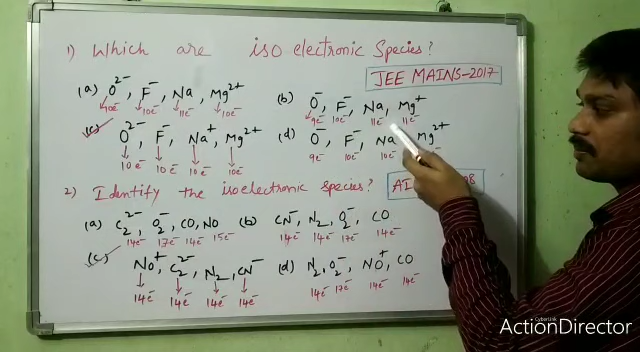 1) Which are iso electronic Species?
JEE MAINS-2017
(a) O²⁻, F⁻, Na, Mg²⁺
10e⁻ 10e⁻ 10e⁻
(b) O⁻, F⁻, Na, Mg⁺
9e⁻ 10e⁻ 11e⁻ 11e⁻
(c) O²⁻, F⁻, Na⁺, Mg²⁺
10e⁻ 10e⁻ 10e⁻ 10e⁻
(d) O⁻, F⁻, Na Mg²⁺
9e⁻ 10e⁻ 10e⁻
2) Identify the isoelectronic Species?
(a) C₂²⁻, O₂⁻, CO, NO
14e⁻ 17e⁻ 14e⁻ 15e⁻
(b) CN⁻, N₂, O₂⁻, CO
14e⁻ 14e⁻ 17e⁻ 14e⁻
(c) NO⁺, C₂²⁻, N₂, CN⁻
14e⁻ 14e⁻ 14e⁻ 14e⁻
(d) N₂, O₂⁻, NO⁺, CO
14e⁻ 17e⁻ 14e⁻ 14e⁻
CyberLink
ActionDirector